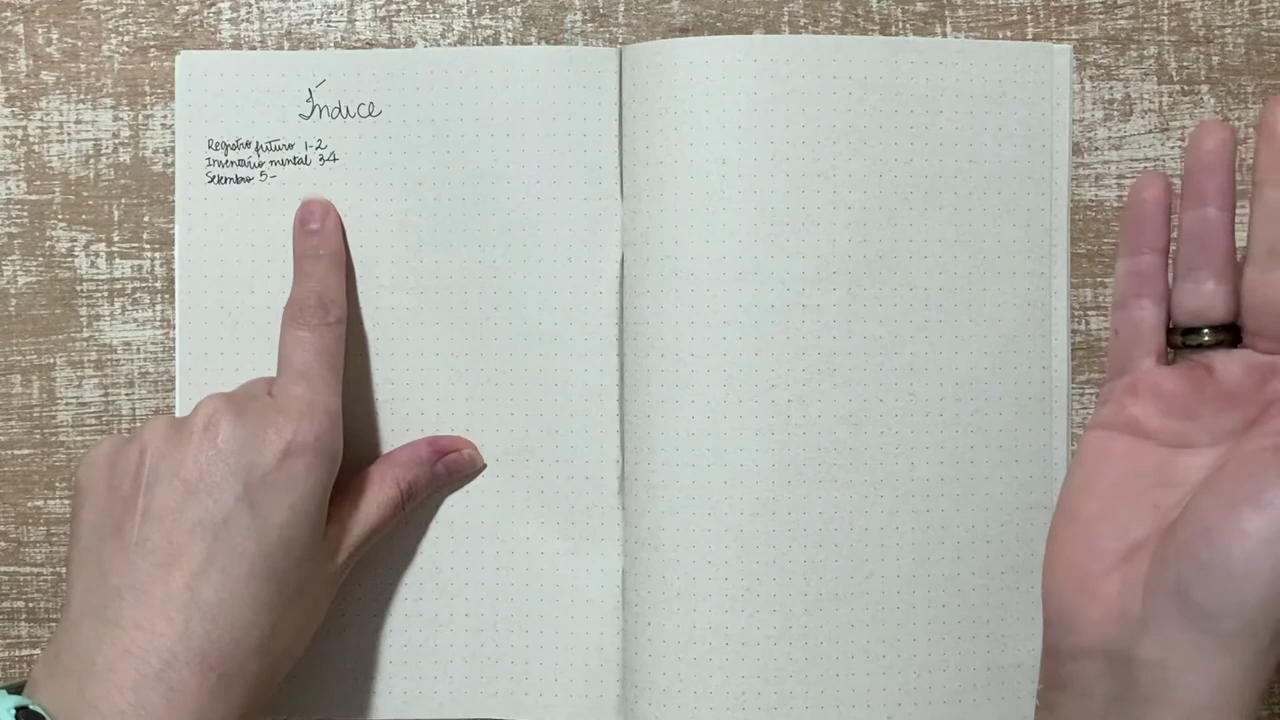 Índice
Registro futuro 1-2
Inventário mental 3-4
Setembro 5-